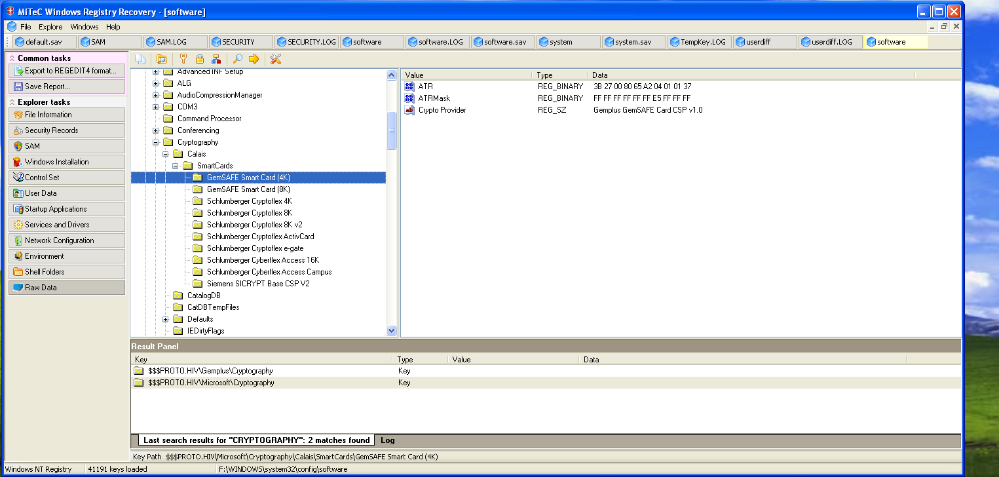 MiTeC Windows Registry Recovery - [software]
File Explore Windows Help
default.sav SAM SAM.LOG SECURITY SECURITY.LOG software software.LOG software.sav system system.sav TempKey.LOG userdiff userdiff.LOG software
Common tasks
Export to REGEDIT4 format...
Save Report...
Explorer tasks
File Information
Security Records
SAM
Windows Installation
Control Set
User Data
Startup Applications
Services and Drivers
Network Configuration
Environment
Shell Folders
Raw Data
Advanced INF Setup
ALG
AudioCompressionManager
COM3
Command Processor
Conferencing
Cryptography
Calais
SmartCards
GemSAFE Smart Card (4K)
GemSAFE Smart Card (8K)
Schlumberger Cryptoflex 4K
Schlumberger Cryptoflex 8K
Schlumberger Cryptoflex 8K v2
Schlumberger Cryptoflex ActivCard
Schlumberger Cryptoflex e-gate
Schlumberger Cyberflex Access 16K
Schlumberger Cyberflex Access Campus
Siemens SICRYPT Base CSP V2
CatalogDB
CatDBTempFiles
Defaults
IEDirtyFlags
Value Type Data
ATR REG_BINARY 3B 27 00 80 65 A2 04 01 01 37
ATRMask REG_BINARY FF FF FF FF FF FF E5 FF FF FF
Crypto Provider REG_SZ Gemplus GemSAFE Card CSP v1.0
Result Panel
Key Type Value Data
$$$PROTO.HIV\Gemplus\Cryptography Key
$$$PROTO.HIV\Microsoft\Cryptography Key
Last search results for "CRYPTOGRAPHY": 2 matches found Log
Key Path $$$PROTO.HIV\Microsoft\Cryptography\Calais\SmartCards\GemSAFE Smart Card (4K)
Windows NT Registry 41191 keys loaded F:\WINDOWS\system32\config\software